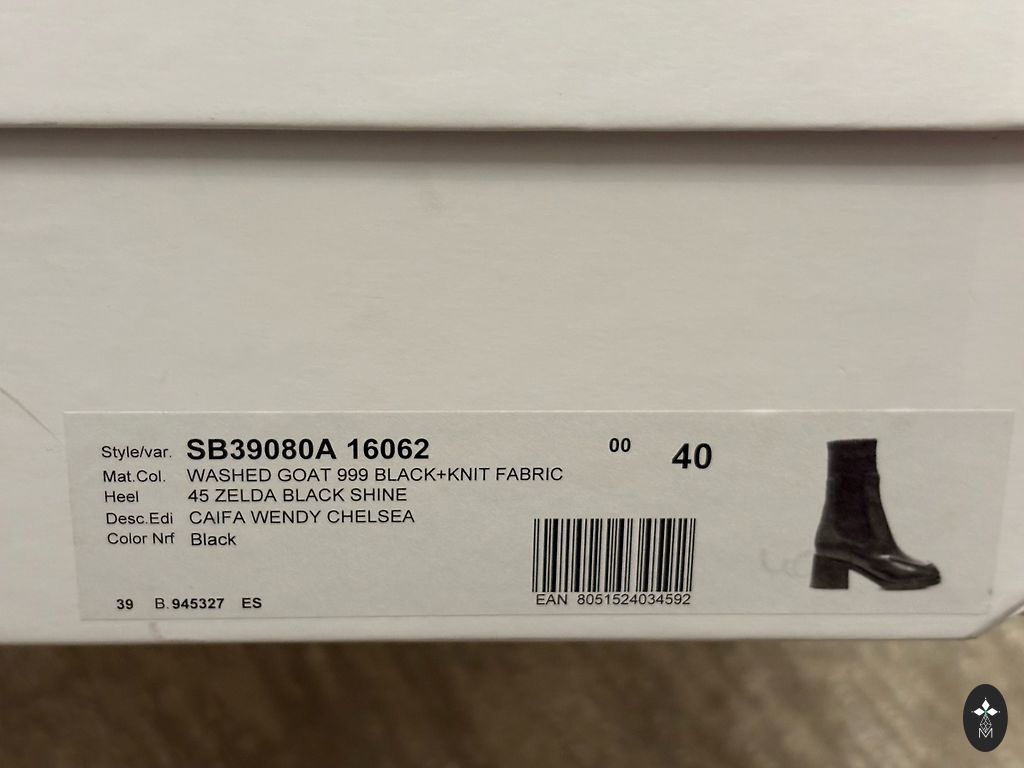 Style/var. SB39080A 16062 00 40
Mat.Col. WASHED GOAT 999 BLACK+KNIT FABRIC
Heel 45 ZELDA BLACK SHINE
Desc.Edi CAIFA WENDY CHELSEA
Color Nrf Black
EAN 8051524034592
39 B.945327 ES
M